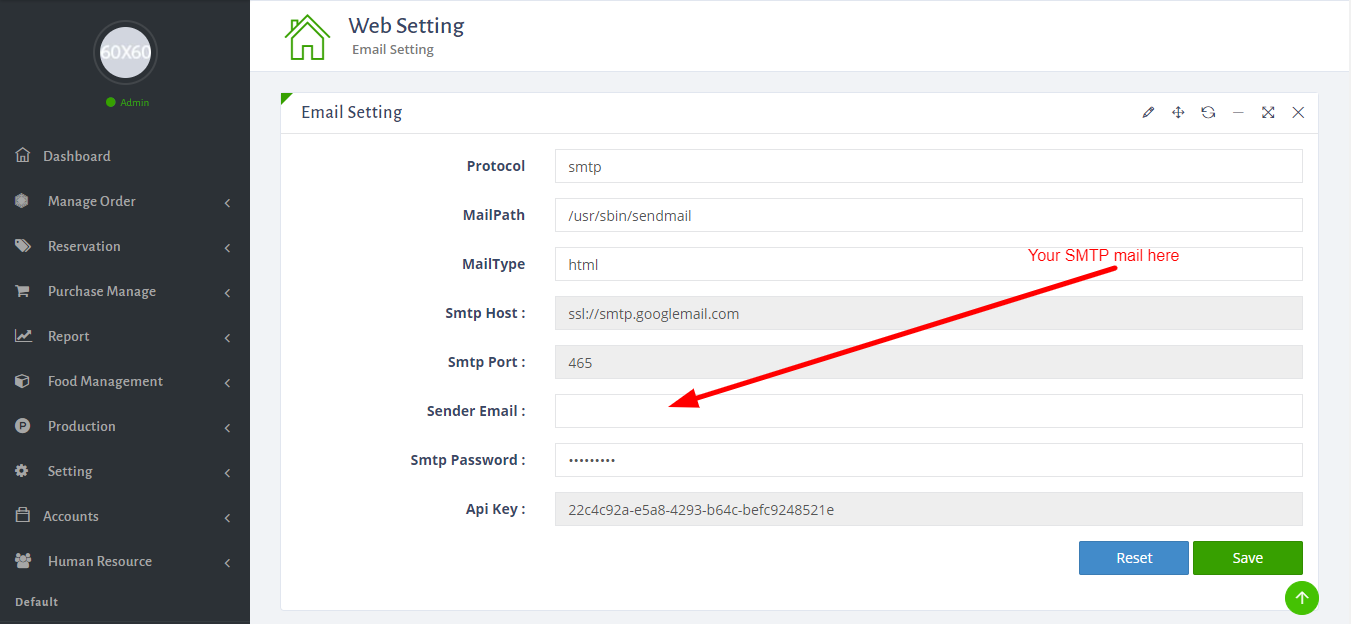 60X60
Admin
Dashboard
Manage Order
Reservation
Purchase Manage
Report
Food Management
Production
Setting
Accounts
Human Resource
Default
Web Setting
Email Setting
Email Setting
Protocol smtp
MailPath /usr/sbin/sendmail
MailType html
Your SMTP mail here
Smtp Host : ssl://smtp.googlemail.com
Smtp Port : 465
Sender Email :
Smtp Password : •••••••••
Api Key : 22c4c92a-e5a8-4293-b64c-befc9248521e
Reset Save